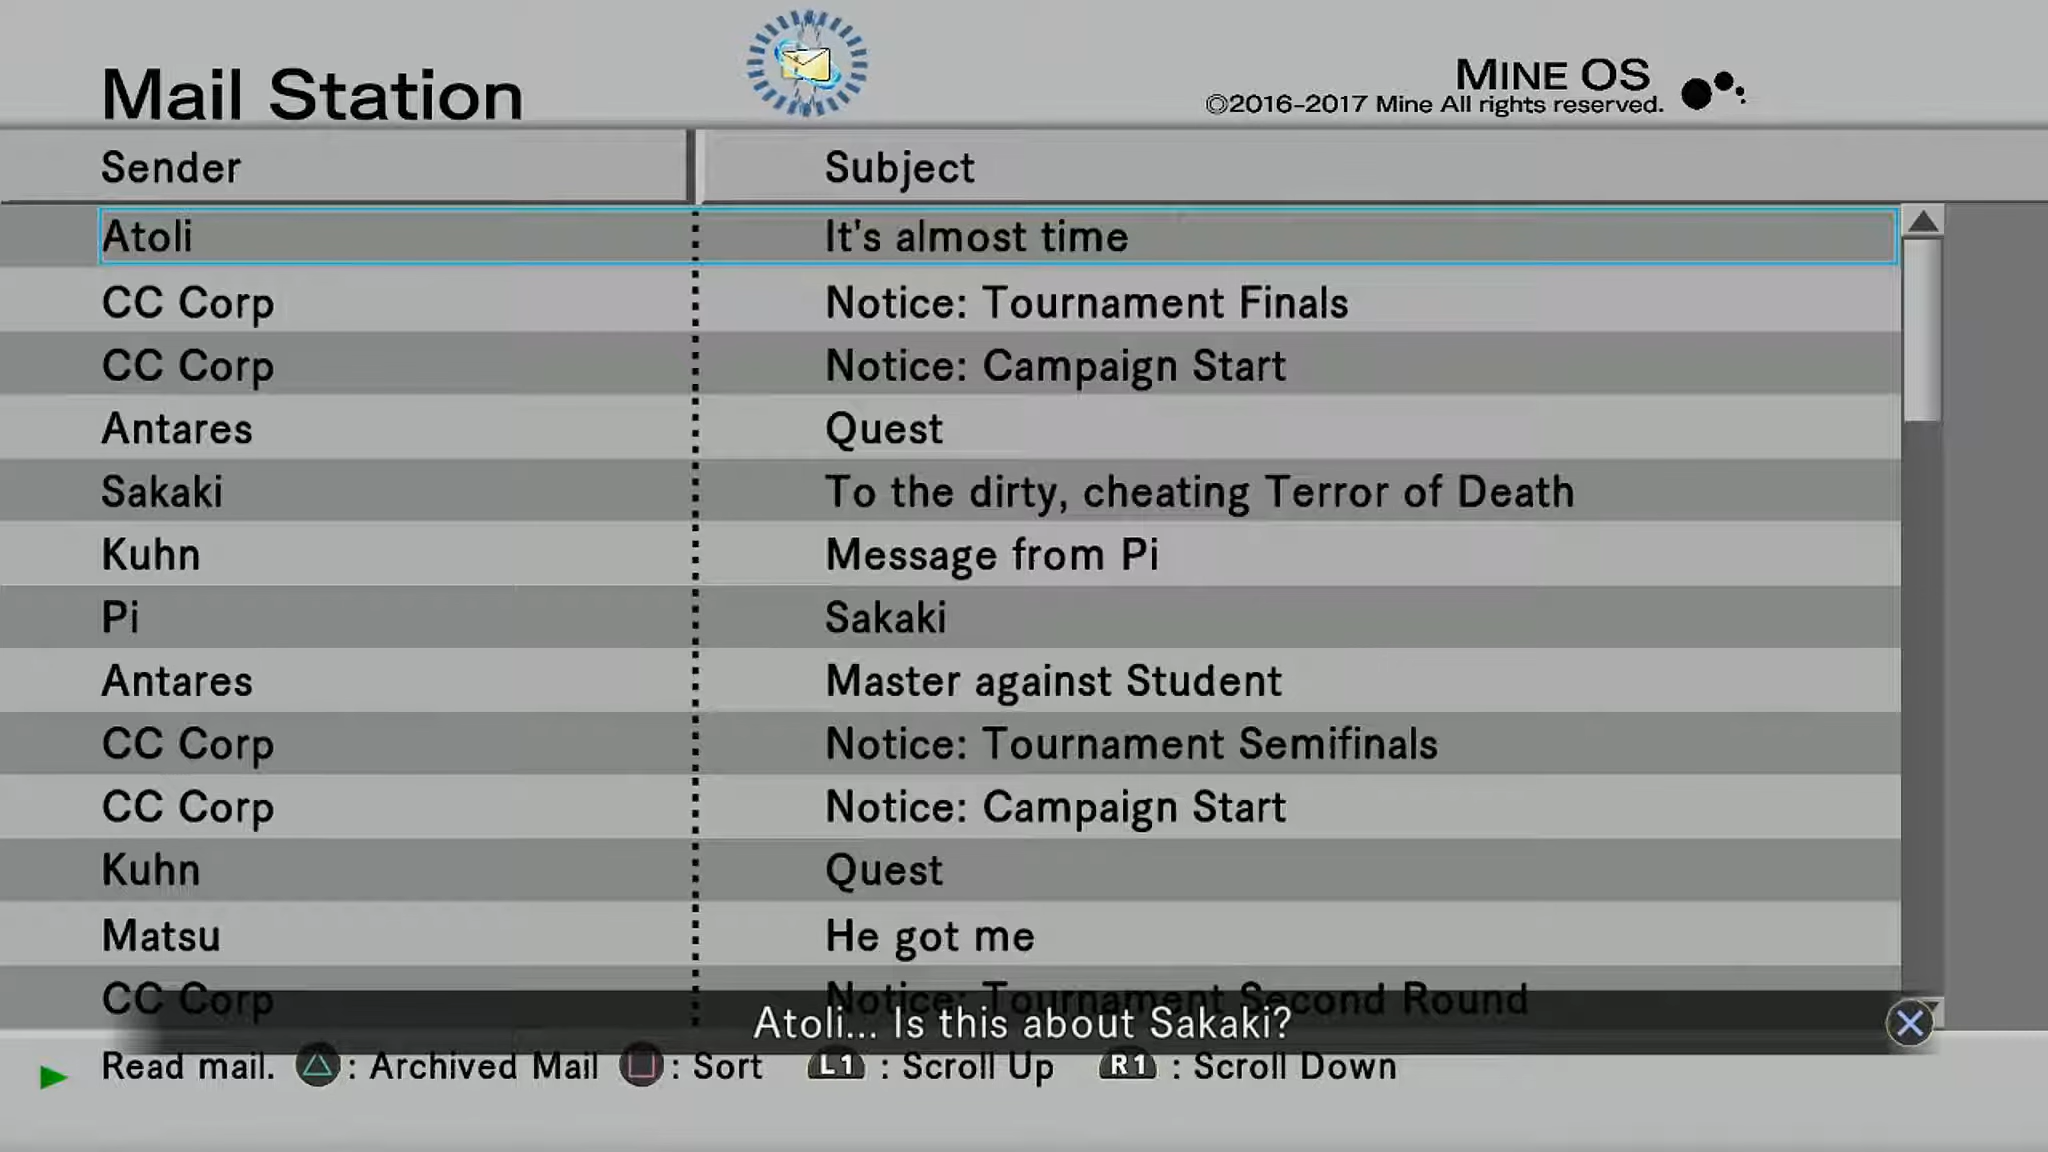 Mail Station
MINE OS
©2016-2017 Mine All rights reserved.
Sender Subject
Atoli It's almost time
CC Corp Notice: Tournament Finals
CC Corp Notice: Campaign Start
Antares Quest
Sakaki To the dirty, cheating Terror of Death
Kuhn Message from Pi
Pi Sakaki
Antares Master against Student
CC Corp Notice: Tournament Semifinals
CC Corp Notice: Campaign Start
Kuhn Quest
Matsu He got me
CC Corp Notice: Tournament Second Round
Atoli... Is this about Sakaki?
Read mail. △: Archived Mail □: Sort L1 : Scroll Up R1 : Scroll Down